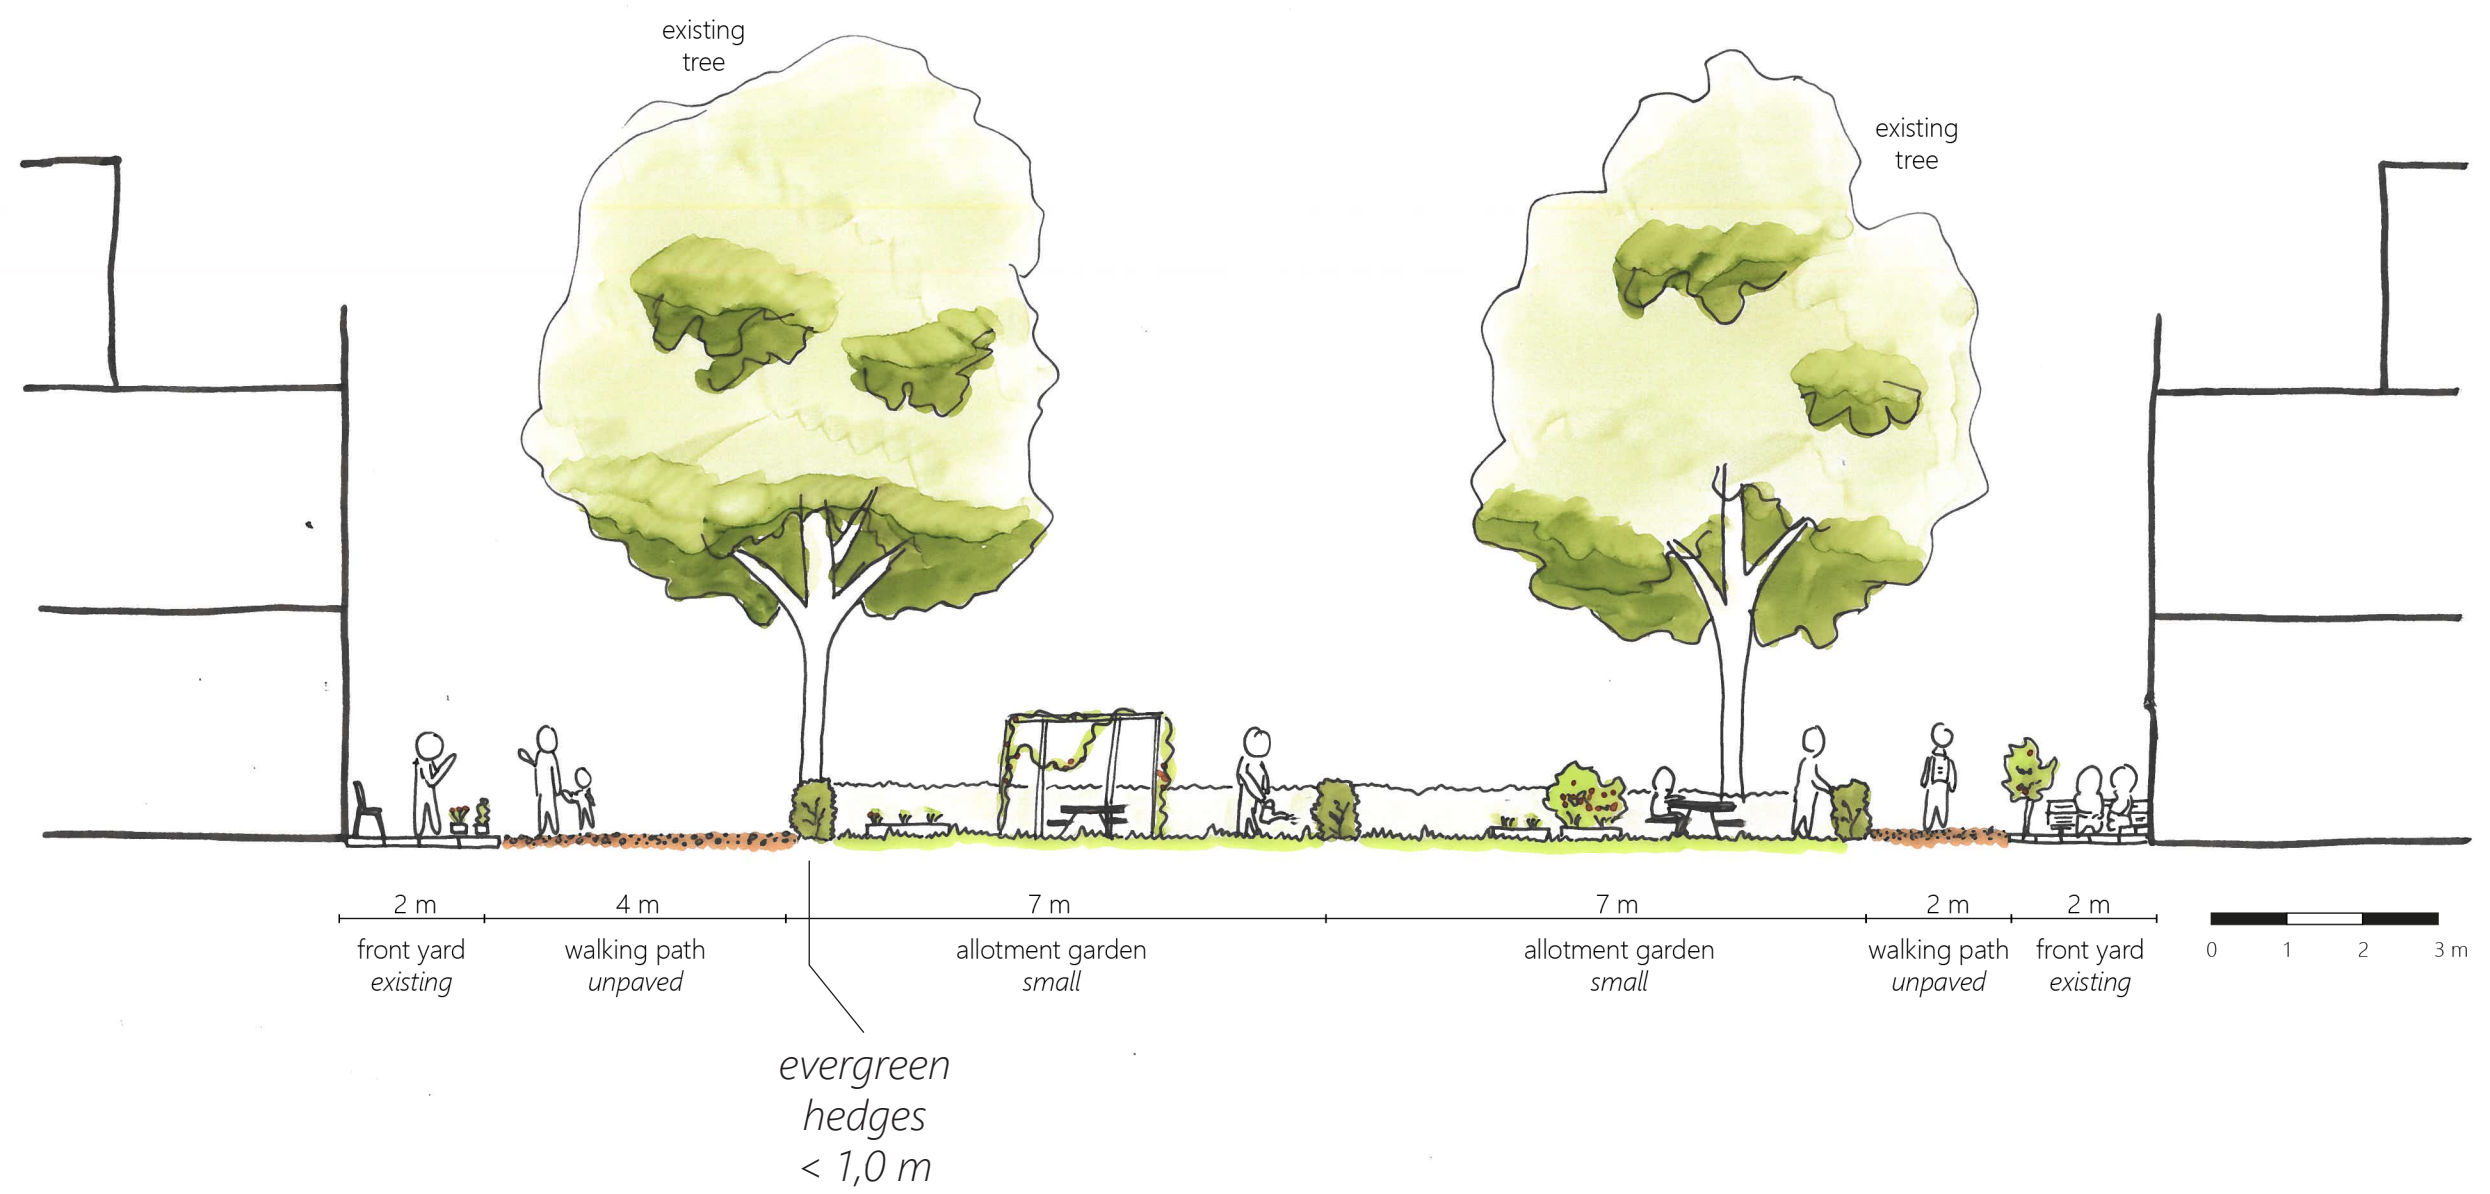 existing
tree
existing
tree
2 m
4 m
7 m
7 m
2 m
2 m
front yard
existing
walking path
unpaved
allotment garden
small
allotment garden
small
walking path
unpaved
front yard
existing
0 1 2 3 m
evergreen
hedges
< 1,0 m